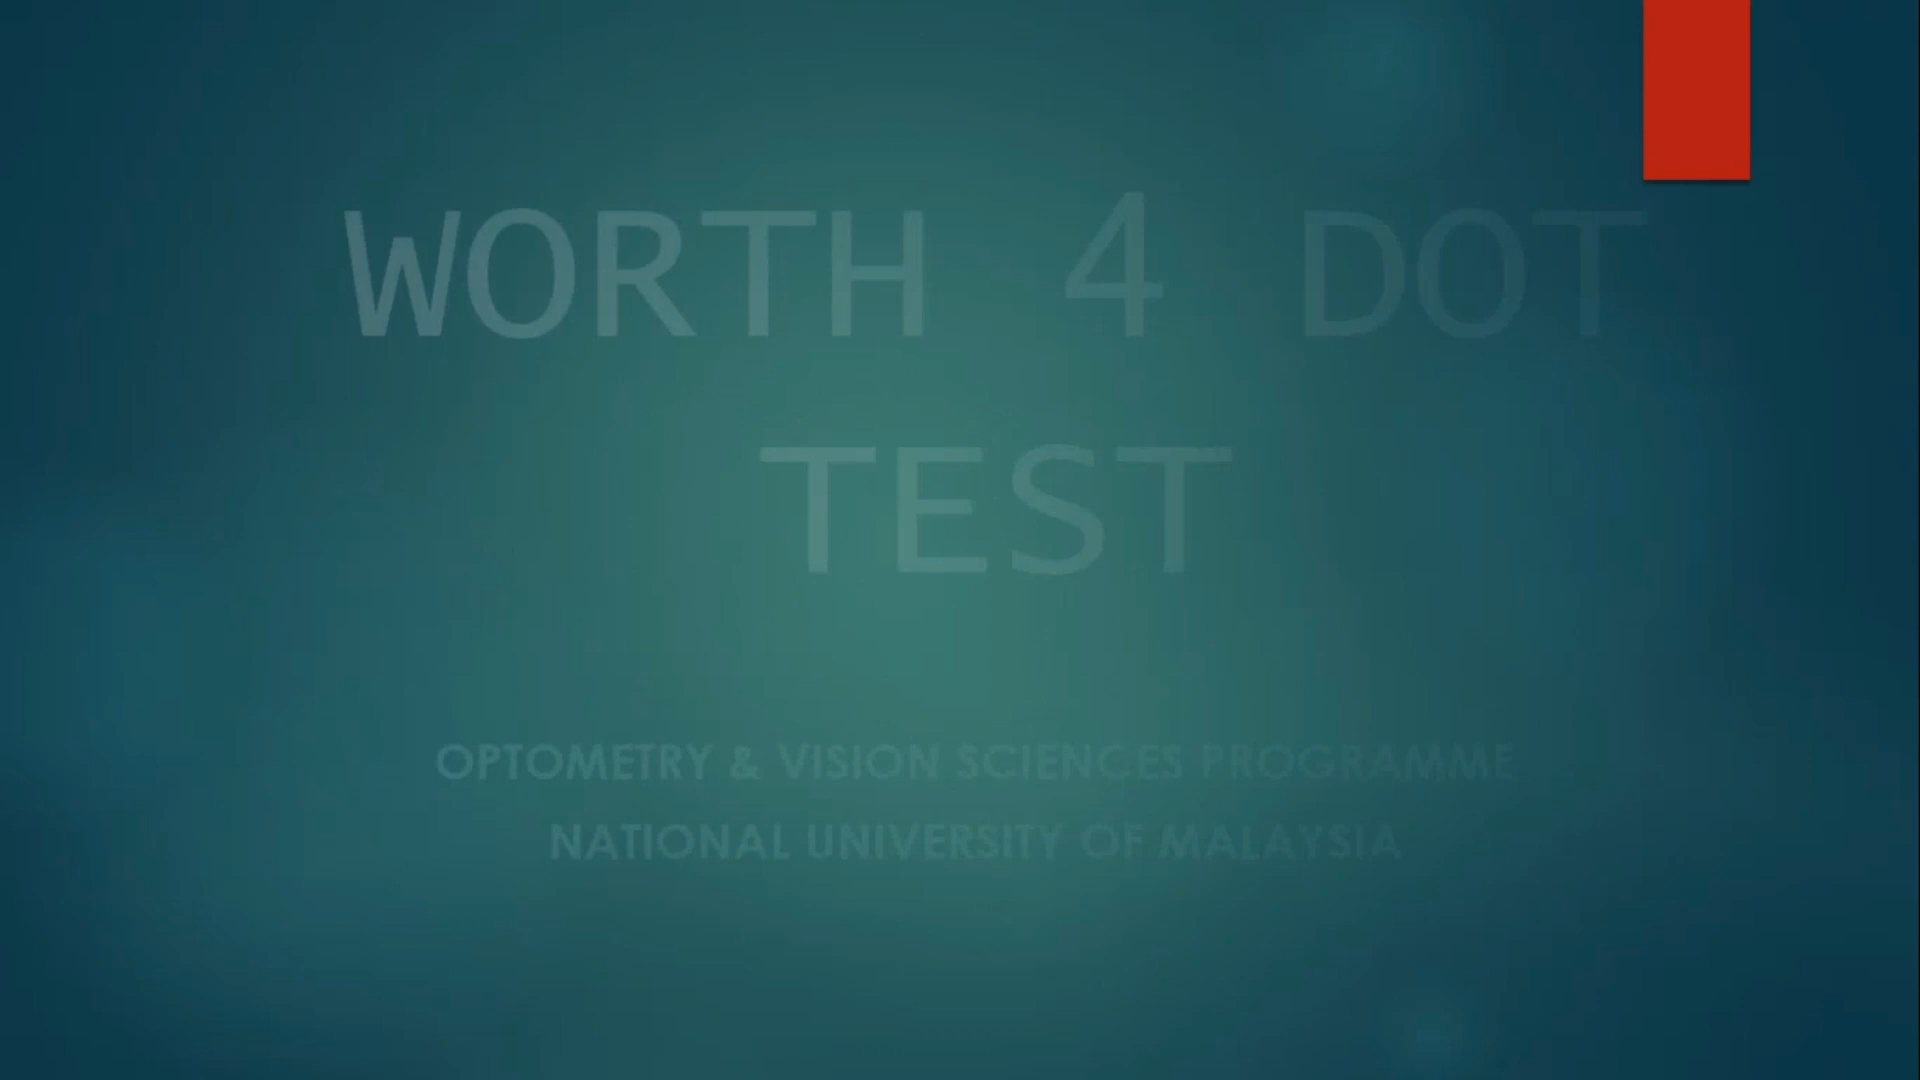 WORTH 4 DOT
TEST
OPTOMETRY & VISION SCIENCES PROGRAMME
NATIONAL UNIVERSITY OF MALAYSIA